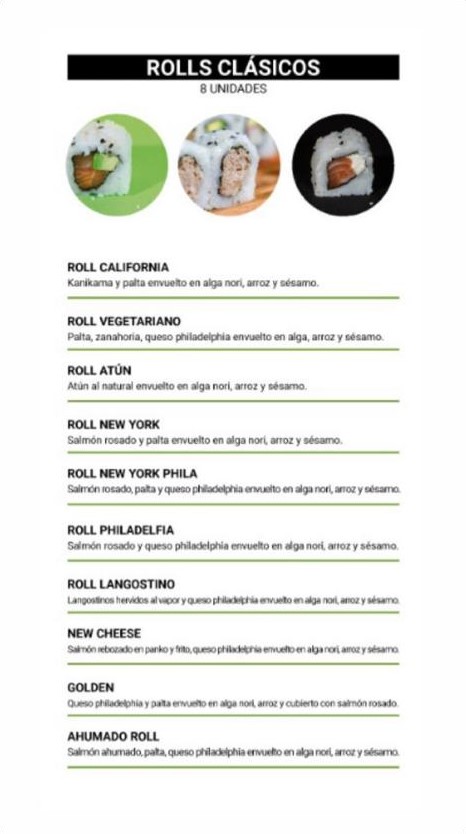 ROLLS CLÁSICOS
8 UNIDADES
ROLL CALIFORNIA
Kanikama y palta envuelto en alga nori, arroz y sésamo.
ROLL VEGETARIANO
Palta, zanahoria, queso philadelphia envuelto en alga, arroz y sésamo.
ROLL ATÚN
Atún al natural envuelto en alga nori, arroz y sésamo.
ROLL NEW YORK
Salmón rosado y palta envuelto en alga nori, arroz y sésamo.
ROLL NEW YORK PHILA
Salmón rosado, palta y queso philadelphia envuelto en alga nori, arroz y sésamo.
ROLL PHILADELFIA
Salmón rosado y queso philadelphia envuelto en alga nori, arroz y sésamo.
ROLL LANGOSTINO
Langostinos hervidos al vapor y queso philadelphia envuelto en alga nori, arroz y sésamo.
NEW CHEESE
Salmón rebozado en panko y frito, queso philadelphia envuelto en alga nori, arroz y sésamo.
GOLDEN
Queso philadelphia y palta envuelto en alga nori, arroz y cubierto con salmón rosado.
AHUMADO ROLL
Salmón ahumado, palta, queso philadelphia envuelto en alga nori, arroz y sésamo.